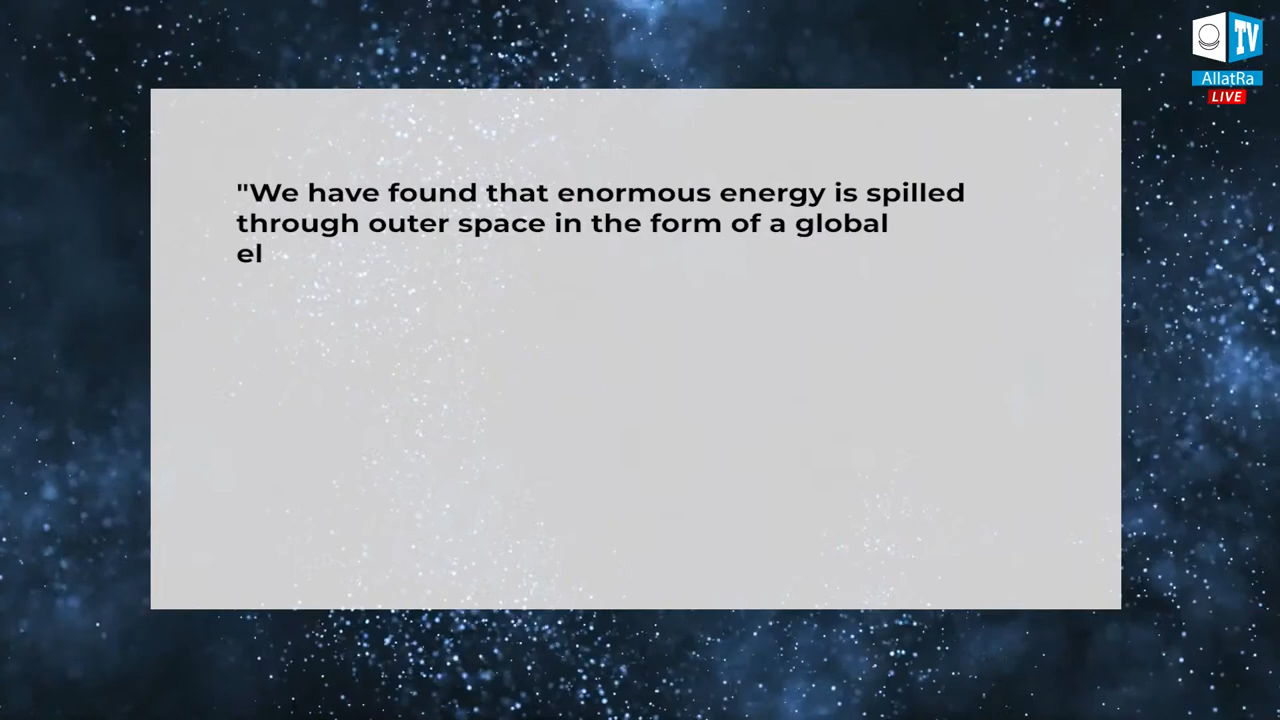 "We have found that enormous energy is spilled
through outer space in the form of a global
el
TV
AllatRa
LIVE